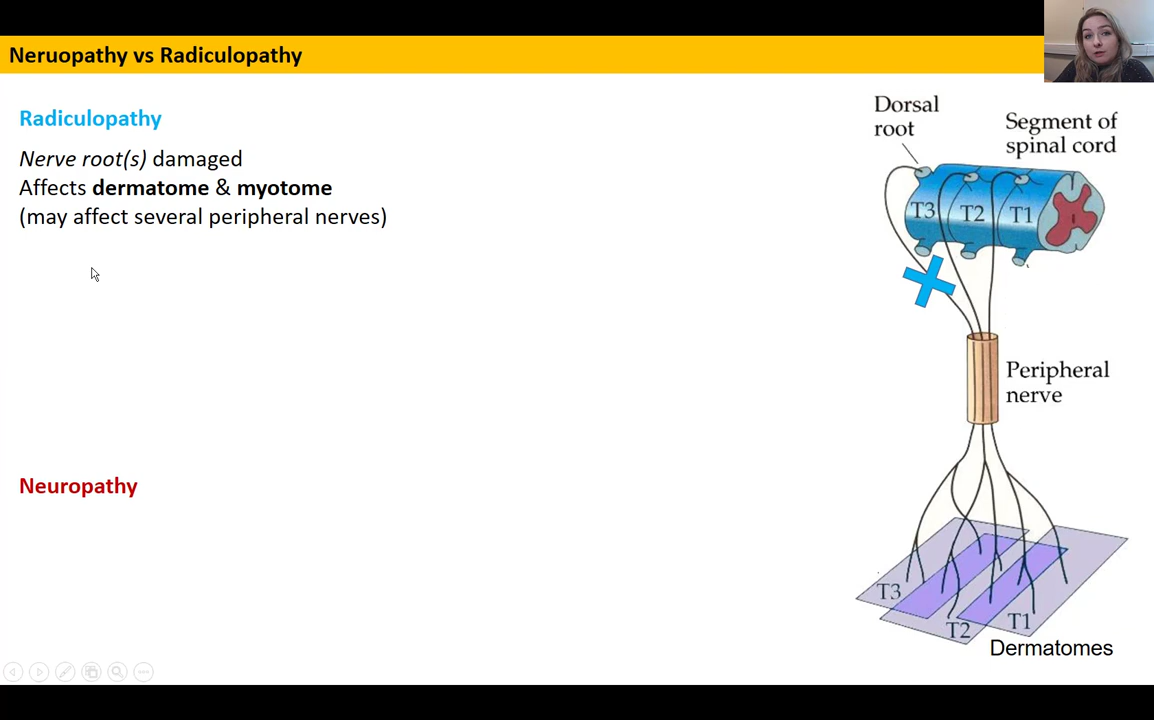 Neruopathy vs Radiculopathy
Radiculopathy
Nerve root(s) damaged
Affects dermatome & myotome
(may affect several peripheral nerves)
Neuropathy
Dorsal
root
Segment of
spinal cord
T3 T2 T1
Peripheral
nerve
T3
T2
T1
Dermatomes